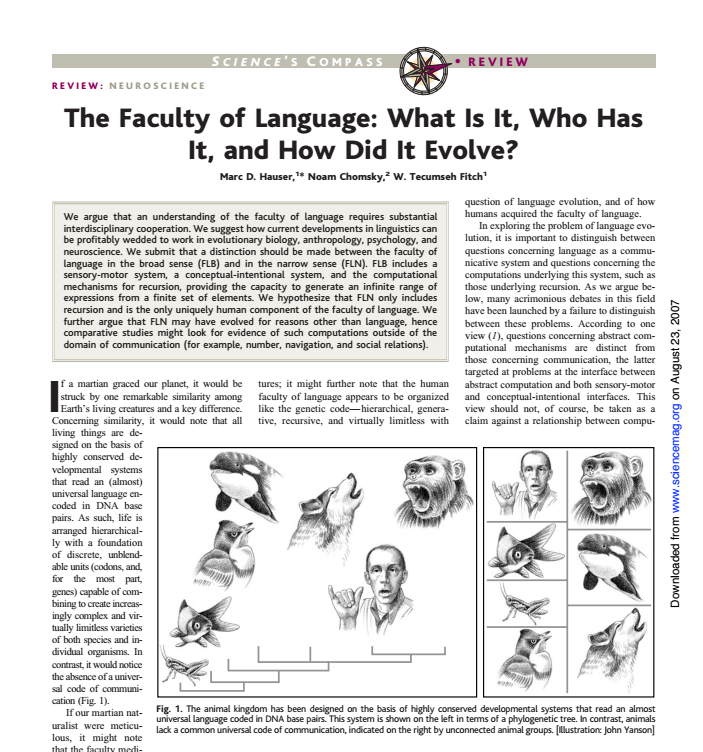 SCIENCE'S COMPASS • REVIEW
REVIEW: NEUROSCIENCE
The Faculty of Language: What Is It, Who Has
It, and How Did It Evolve?
Marc D. Hauser,¹* Noam Chomsky,² W. Tecumseh Fitch¹
We argue that an understanding of the faculty of language requires substantial
interdisciplinary cooperation. We suggest how current developments in linguistics can
be profitably wedded to work in evolutionary biology, anthropology, psychology, and
neuroscience. We submit that a distinction should be made between the faculty of
language in the broad sense (FLB) and in the narrow sense (FLN). FLB includes a
sensory-motor system, a conceptual-intentional system, and the computational
mechanisms for recursion, providing the capacity to generate an infinite range of
expressions from a finite set of elements. We hypothesize that FLN only includes
recursion and is the only uniquely human component of the faculty of language. We
further argue that FLN may have evolved for reasons other than language, hence
comparative studies might look for evidence of such computations outside of the
domain of communication (for example, number, navigation, and social relations).
If a martian graced our planet, it would be
struck by one remarkable similarity among
Earth's living creatures and a key difference.
Concerning similarity, it would note that all
living things are de-
signed on the basis of
highly conserved de-
velopmental systems
that read an (almost)
universal language en-
coded in DNA base
pairs. As such, life is
arranged hierarchical-
ly with a foundation
of discrete, unblend-
able units (codons, and,
for the most part,
genes) capable of com-
bining to create increas-
ingly complex and vir-
tually limitless varieties
of both species and in-
dividual organisms. In
contrast, it would notice
the absence of a univer-
sal code of communi-
cation (Fig. 1).
If our martian nat-
uralist were meticu-
lous, it might note
that the faculty medi-
tures; it might further note that the human
faculty of language appears to be organized
like the genetic code—hierarchical, genera-
tive, recursive, and virtually limitless with
question of language evolution, and of how
humans acquired the faculty of language.
In exploring the problem of language evo-
lution, it is important to distinguish between
questions concerning language as a commu-
nicative system and questions concerning the
computations underlying this system, such as
those underlying recursion. As we argue be-
low, many acrimonious debates in this field
have been launched by a failure to distinguish
between these problems. According to one
view (1), questions concerning abstract com-
putational mechanisms are distinct from
those concerning communication, the latter
targeted at problems at the interface between
abstract computation and both sensory-motor
and conceptual-intentional interfaces. This
view should not, of course, be taken as a
claim against a relationship between compu-
Fig. 1. The animal kingdom has been designed on the basis of highly conserved developmental systems that read an almost
universal language coded in DNA base pairs. This system is shown on the left in terms of a phylogenetic tree. In contrast, animals
lack a common universal code of communication, indicated on the right by unconnected animal groups. [Illustration: John Yanson]
Downloaded from www.sciencemag.org on August 23, 2007